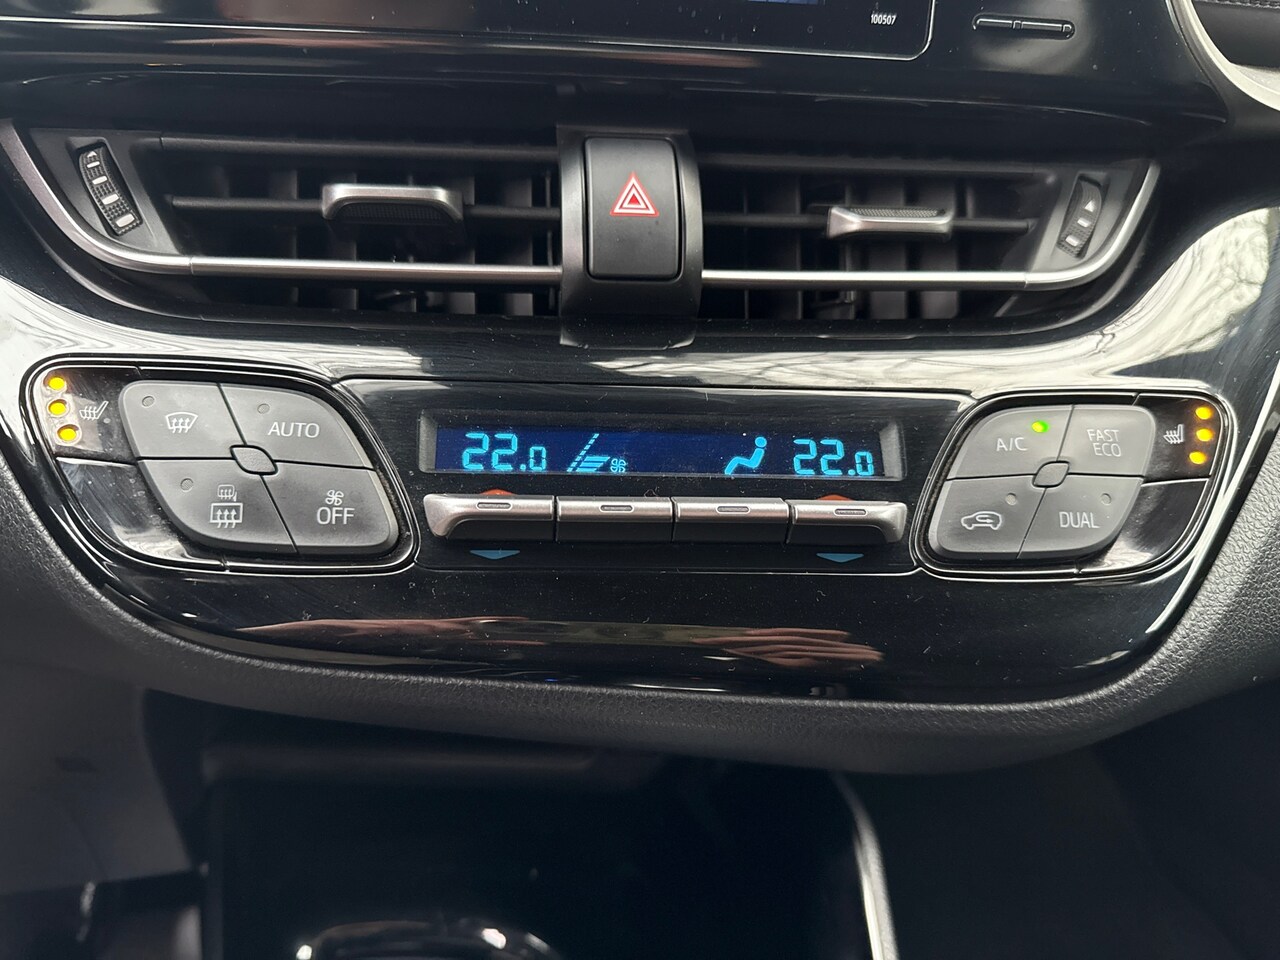 100507
AUTO
OFF
22.0
22.0
A/C
FAST
ECO
DUAL